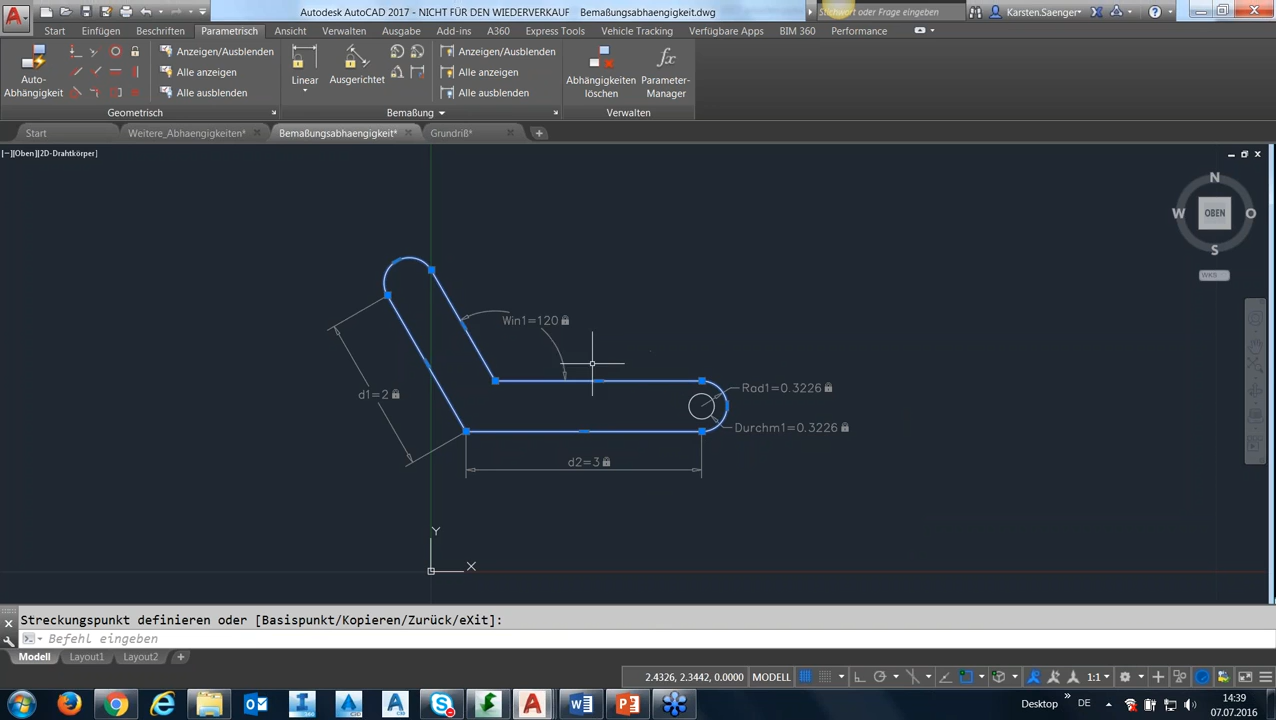 Autodesk AutoCAD 2017 - NICHT FÜR DEN WIEDERVERKAUF Bemaßungsabhaengigkeit.dwg
Stichwort oder Frage eingeben
Karsten.Saenger
Start Einfügen Beschriften Parametrisch Ansicht Verwalten Ausgabe Add-ins A360 Express Tools Vehicle Tracking Verfügbare Apps BIM 360 Performance
Auto-
Abhängigkeit
Anzeigen/Ausblenden
Alle anzeigen
Alle ausblenden
Geometrisch
Linear
Ausgerichtet
Anzeigen/Ausblenden
Alle anzeigen
Alle ausblenden
Bemaßung
Abhängigkeiten
löschen
Parameter-
Manager
Verwalten
Start Weitere_Abhaengigkeiten* Bemaßungsabhaengigkeit* Grundriß*
[−][Oben][2D-Drahtkörper]
N
W OBEN O
S
WKS
Win1=120
d1=2
Rad1=0.3226
Durchm1=0.3226
d2=3
Y
X
Streckungspunkt definieren oder [Basispunkt/Kopieren/Zurück/eXit]:
Befehl eingeben
Modell Layout1 Layout2
2.4326, 2.3442, 0.0000 MODELL 1:1
Desktop DE 14:39
07.07.2016